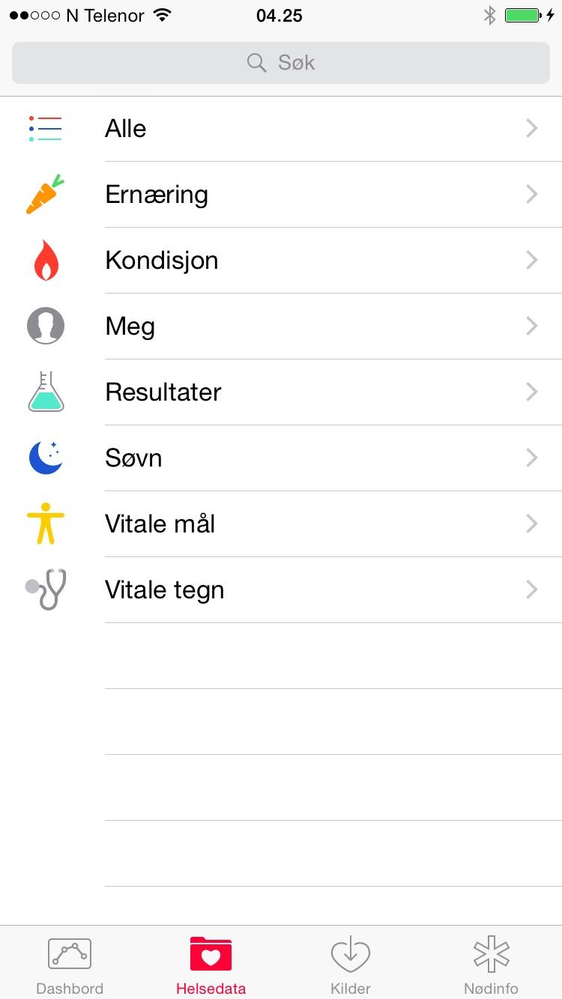 N Telenor 04.25
Søk
Alle
Ernæring
Kondisjon
Meg
Resultater
Søvn
Vitale mål
Vitale tegn
Dashbord Helsedata Kilder Nødinfo